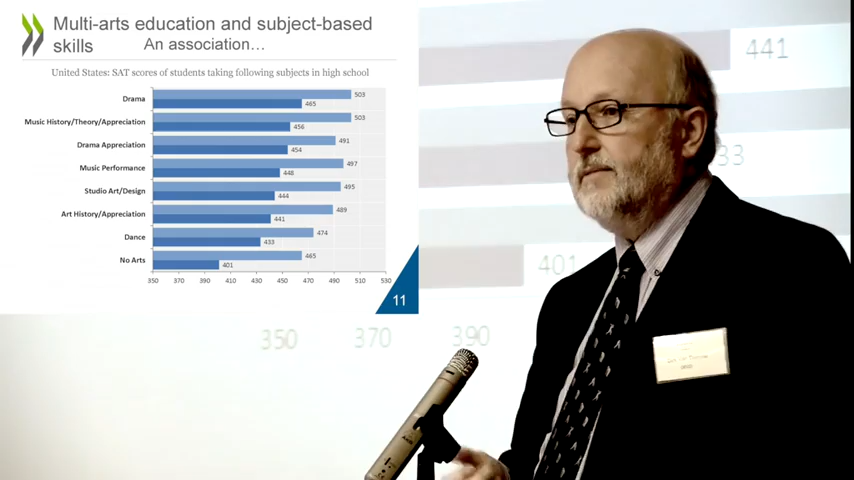 Multi-arts education and subject-based
skills An association…
United States: SAT scores of students taking following subjects in high school
Drama 503
465
Music History/Theory/Appreciation 503
456
Drama Appreciation 491
454
Music Performance 497
448
Studio Art/Design 495
444
Art History/Appreciation 489
441
Dance 474
433
No Arts 465
401
350 370 390 410 430 450 470 490 510 530
11
441
33
401
350 370 390